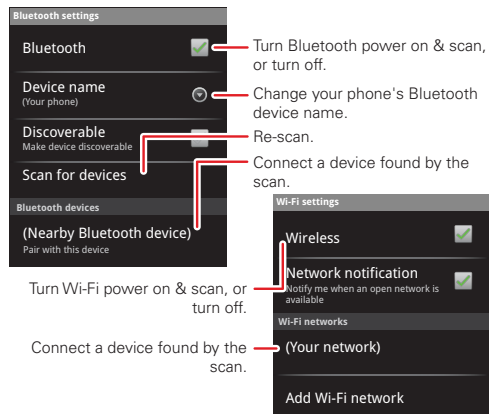 Bluetooth settings
Bluetooth
Device name
(Your phone)
Discoverable
Make device discoverable
Scan for devices
Bluetooth devices
(Nearby Bluetooth device)
Pair with this device
Turn Bluetooth power on & scan,
or turn off.
Change your phone's Bluetooth
device name.
Re-scan.
Connect a device found by the
scan.
Wi-Fi settings
Wireless
Network notification
Notify me when an open network is
available
Wi-Fi networks
(Your network)
Add Wi-Fi network
Turn Wi-Fi power on & scan, or
turn off.
Connect a device found by the
scan.